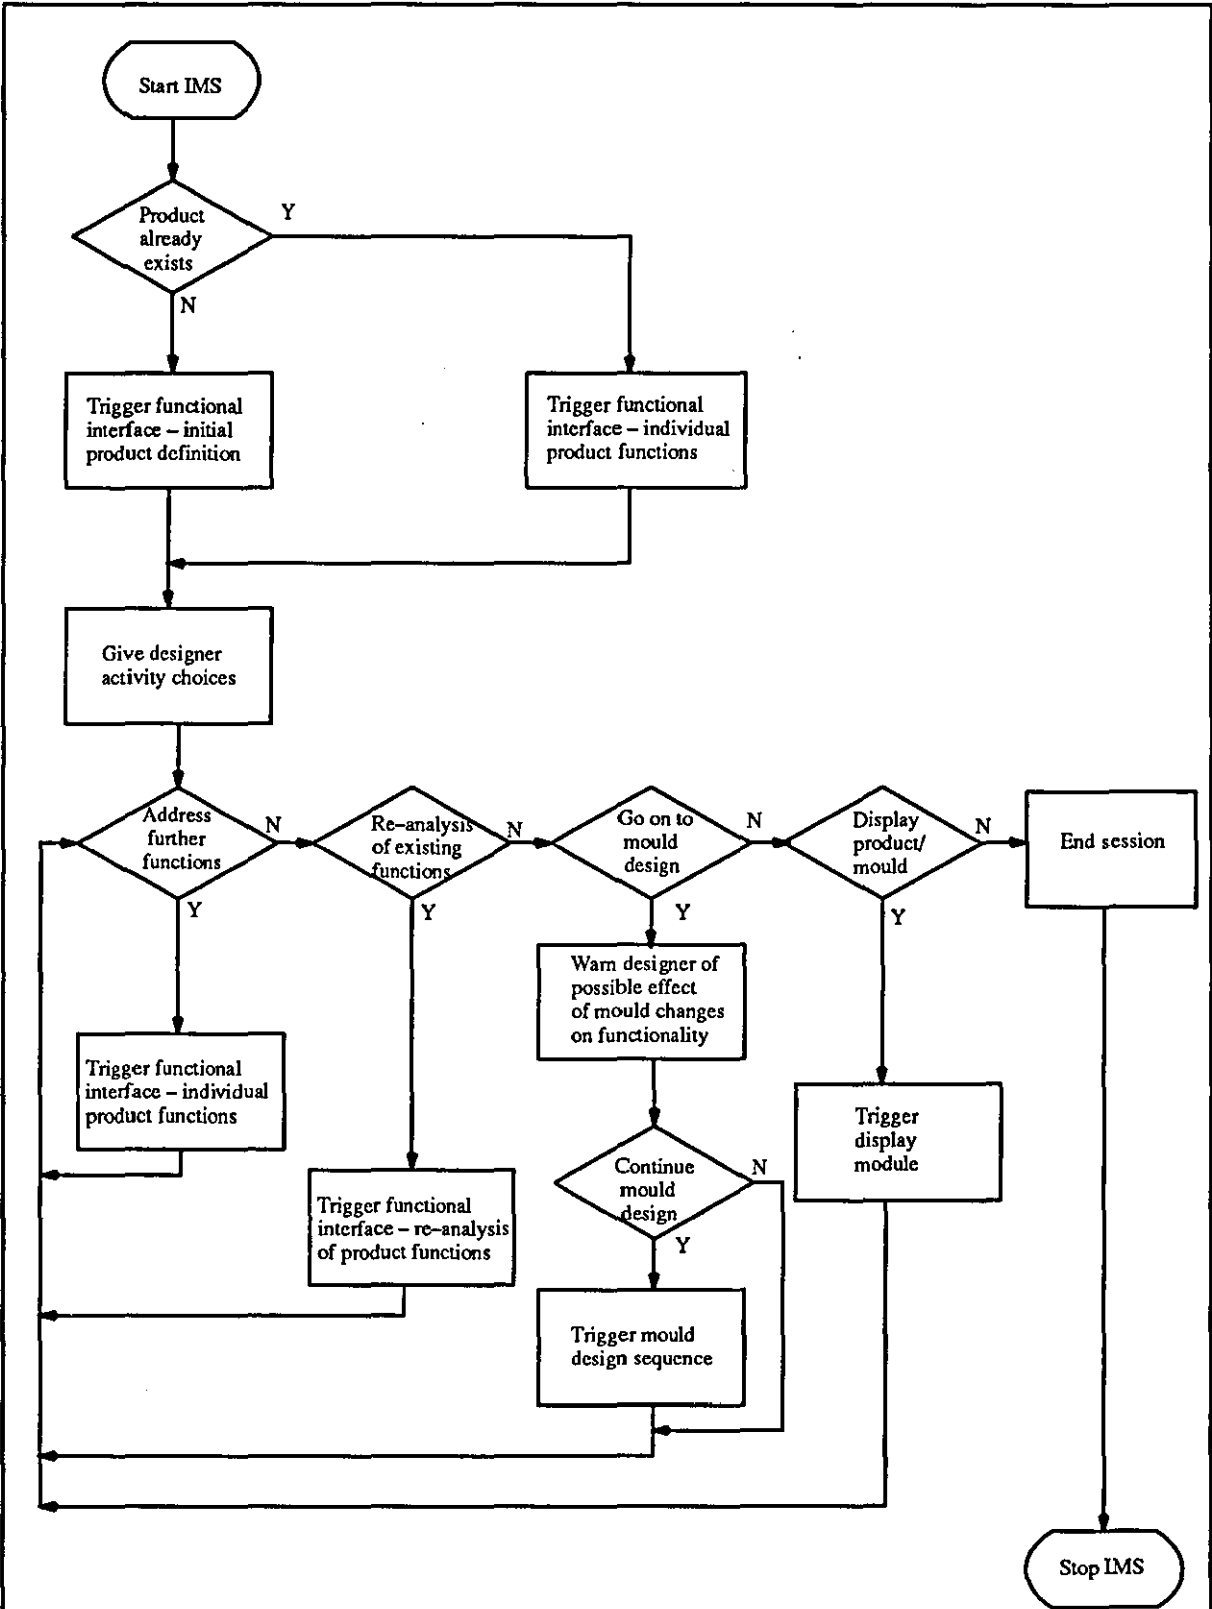 Start IMS
Product
already
exists
Y
N
Trigger functional
interface – initial
product definition
Trigger functional
interface – individual
product functions
Give designer
activity choices
Address
further
functions
N
Y
Re–analysis
of existing
functions
N
Y
Go on to
mould
design
N
Y
Display
product/
mould
N
Y
End session
Warn designer of
possible effect
of mould changes
on functionality
Trigger functional
interface – individual
product functions
Trigger
display
module
Continue
mould
design
N
Y
Trigger functional
interface – re–analysis
of product functions
Trigger mould
design sequence
Stop IMS